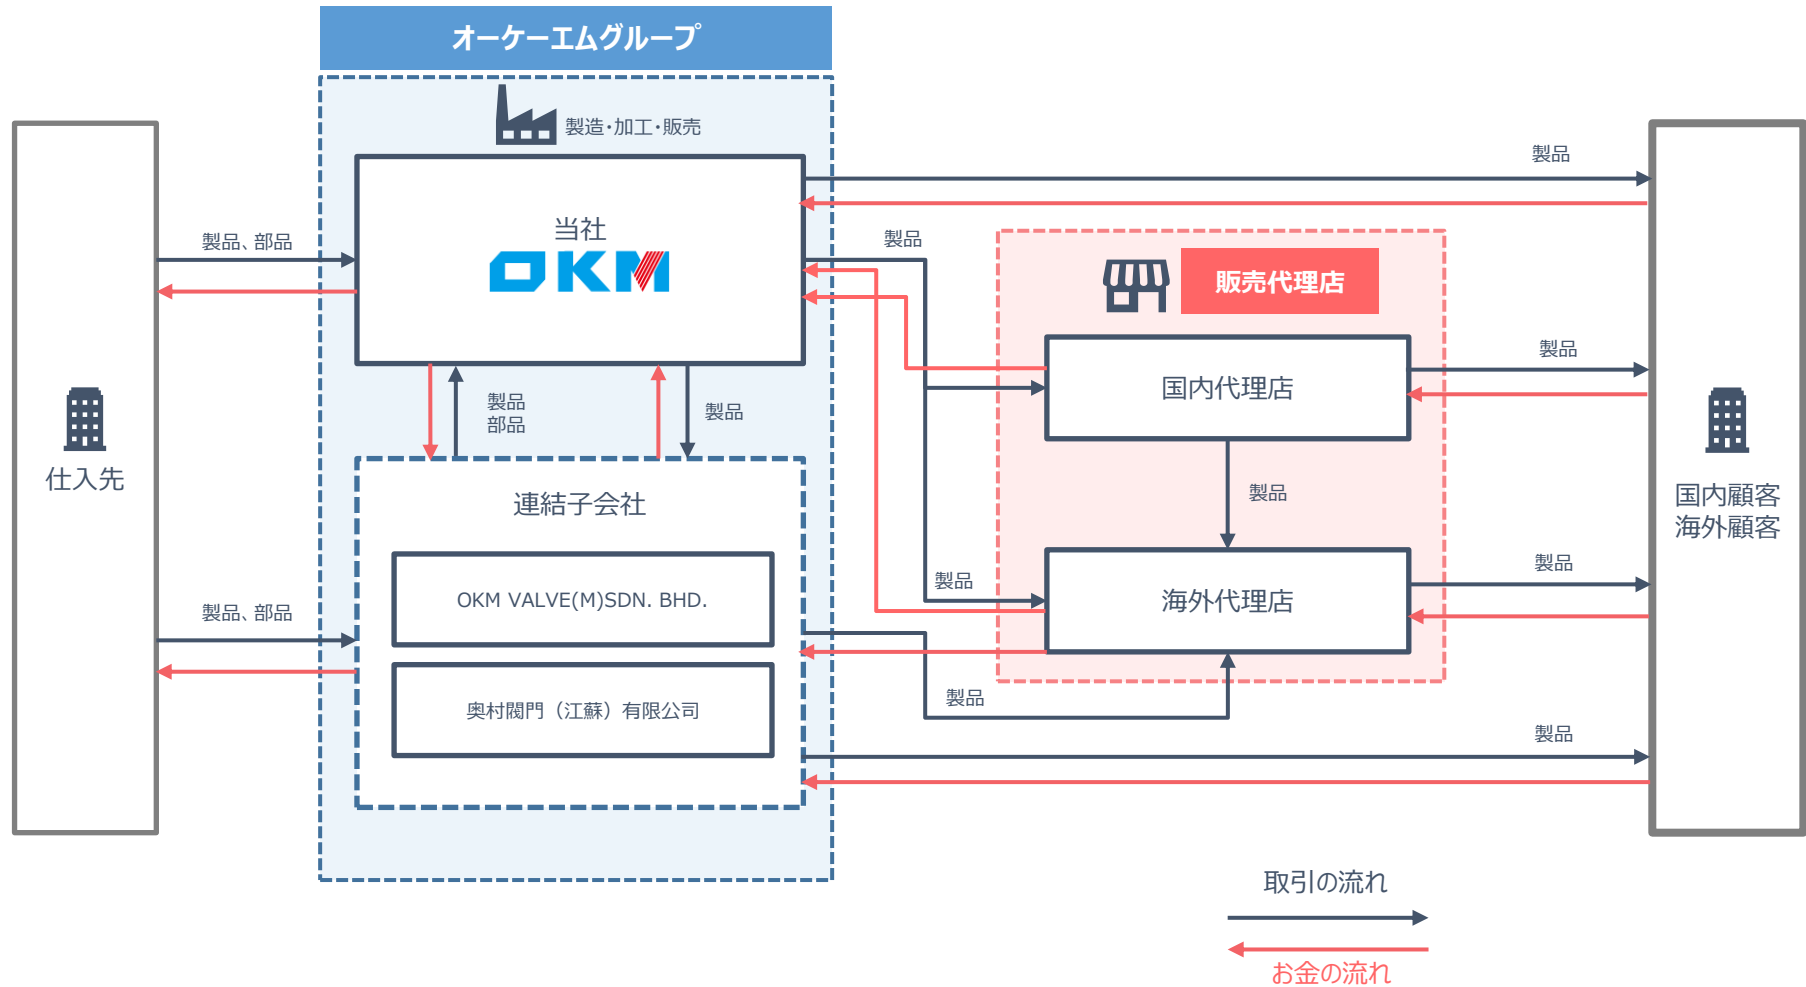 オーケーエムグループ
製造・加工・販売
当社
OKM
製品、部品
製品
部品
製品
仕入先
連結子会社
OKM VALVE(M)SDN. BHD.
奥村閥門（江蘇）有限公司
製品、部品
製品
製品
販売代理店
国内代理店
製品
製品
海外代理店
製品
製品
製品
製品
国内顧客
海外顧客
取引の流れ
お金の流れ